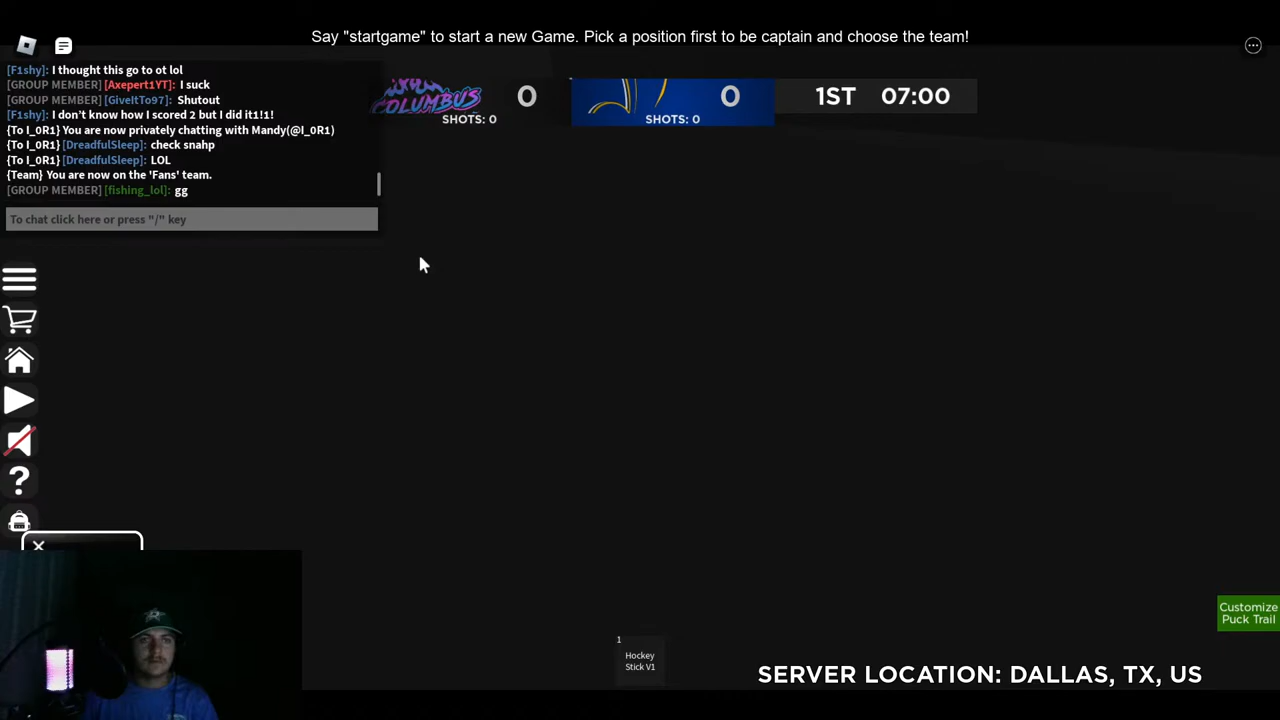 Say "startgame" to start a new Game. Pick a position first to be captain and choose the team!
[F1shy]: I thought this go to ot lol
[GROUP MEMBER] [Axepert1YT]: I suck
[GROUP MEMBER] [GiveItTo97]: Shutout
[F1shy]: I don't know how I scored 2 but I did it1!1!
{To I_0R1} You are now privately chatting with Mandy(@I_0R1)
{To I_0R1} [DreadfulSleep]: check snahp
{To I_0R1} [DreadfulSleep]: LOL
{Team} You are now on the 'Fans' team.
[GROUP MEMBER] [fishing_lol]: gg
To chat click here or press "/" key
COLUMBUS 0 0 1ST 07:00
SHOTS: 0 SHOTS: 0
?
X
1
Hockey
Stick V1
Customize
Puck Trail
SERVER LOCATION: DALLAS, TX, US